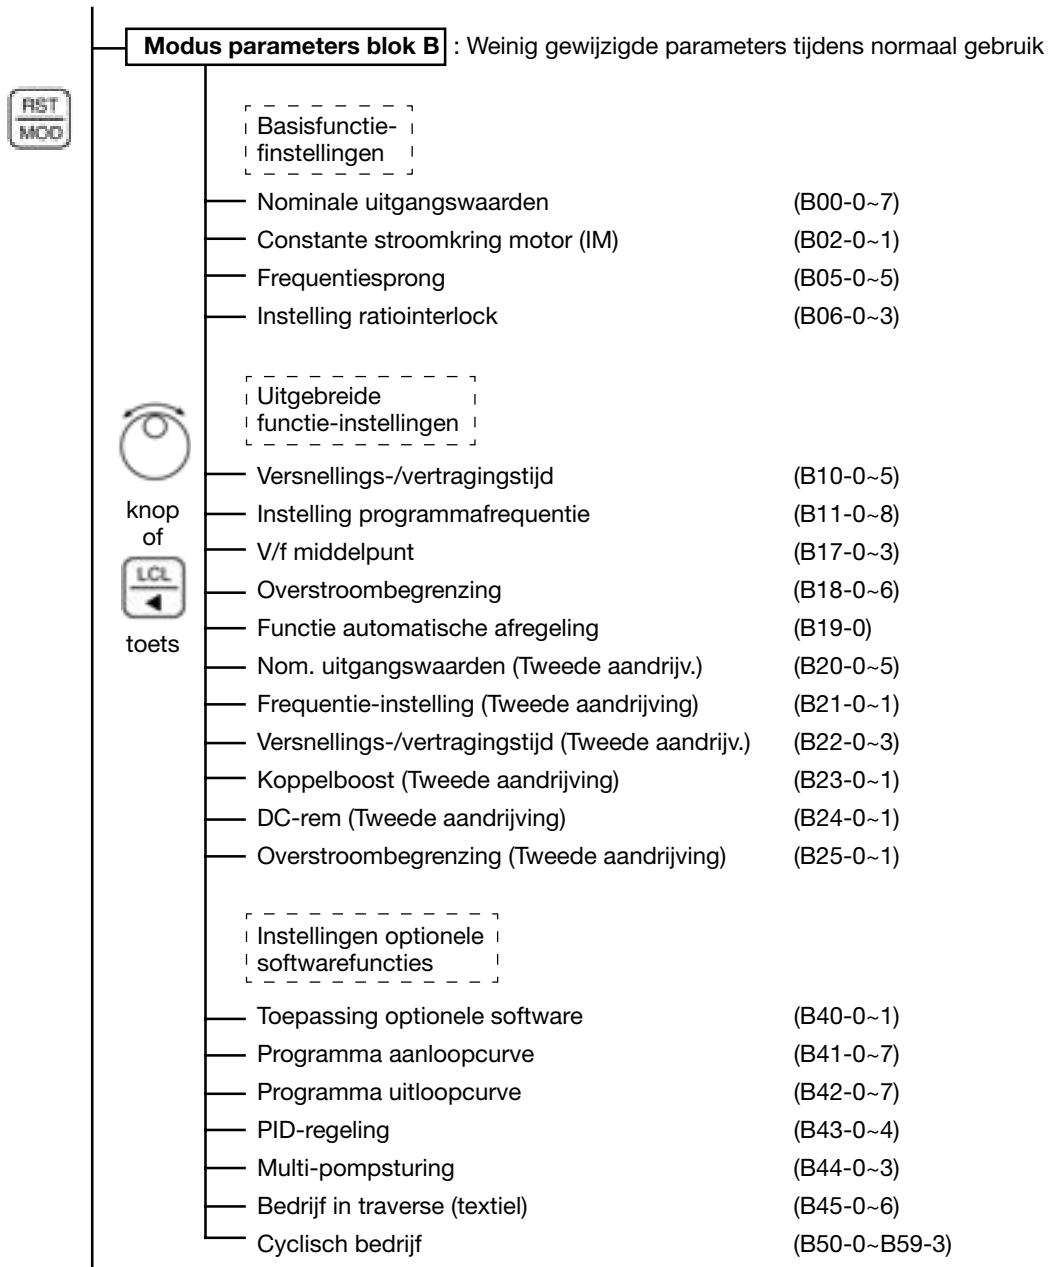 Modus parameters blok B : Weinig gewijzigde parameters tijdens normaal gebruik
RST
MOD
Basisfunctie-
finstellingen
Nominale uitgangswaarden (B00-0~7)
Constante stroomkring motor (IM) (B02-0~1)
Frequentiesprong (B05-0~5)
Instelling ratiointerlock (B06-0~3)
Uitgebreide
functie-instellingen
knop
of
LCL
toets
Versnellings-/vertragingstijd (B10-0~5)
Instelling programmafrequentie (B11-0~8)
V/f middelpunt (B17-0~3)
Overstroombegrenzing (B18-0~6)
Functie automatische afregeling (B19-0)
Nom. uitgangswaarden (Tweede aandrijv.) (B20-0~5)
Frequentie-instelling (Tweede aandrijving) (B21-0~1)
Versnellings-/vertragingstijd (Tweede aandrijv.) (B22-0~3)
Koppelboost (Tweede aandrijving) (B23-0~1)
DC-rem (Tweede aandrijving) (B24-0~1)
Overstroombegrenzing (Tweede aandrijving) (B25-0~1)
Instellingen optionele
softwarefuncties
Toepassing optionele software (B40-0~1)
Programma aanloopcurve (B41-0~7)
Programma uitloopcurve (B42-0~7)
PID-regeling (B43-0~4)
Multi-pompsturing (B44-0~3)
Bedrijf in traverse (textiel) (B45-0~6)
Cyclisch bedrijf (B50-0~B59-3)